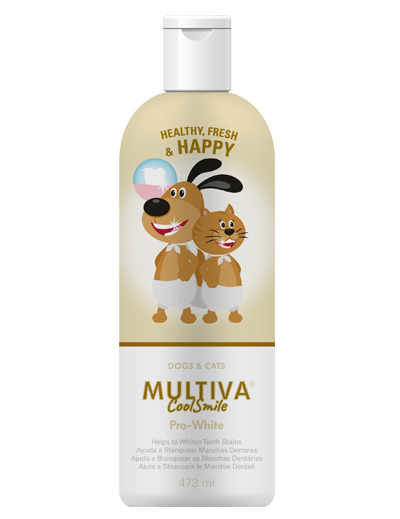 HEALTHY, FRESH
& HAPPY
DOGS & CATS
MULTIVA®
CoolSmile
Pro-White
Helps to Whiten Teeth Stains
Ayuda a Blanquear Manchas Dentales
Ajuda a Branquear as Manchas Dentárias
Aiuta a Sbiancare le Macchie Dentali
473 ml